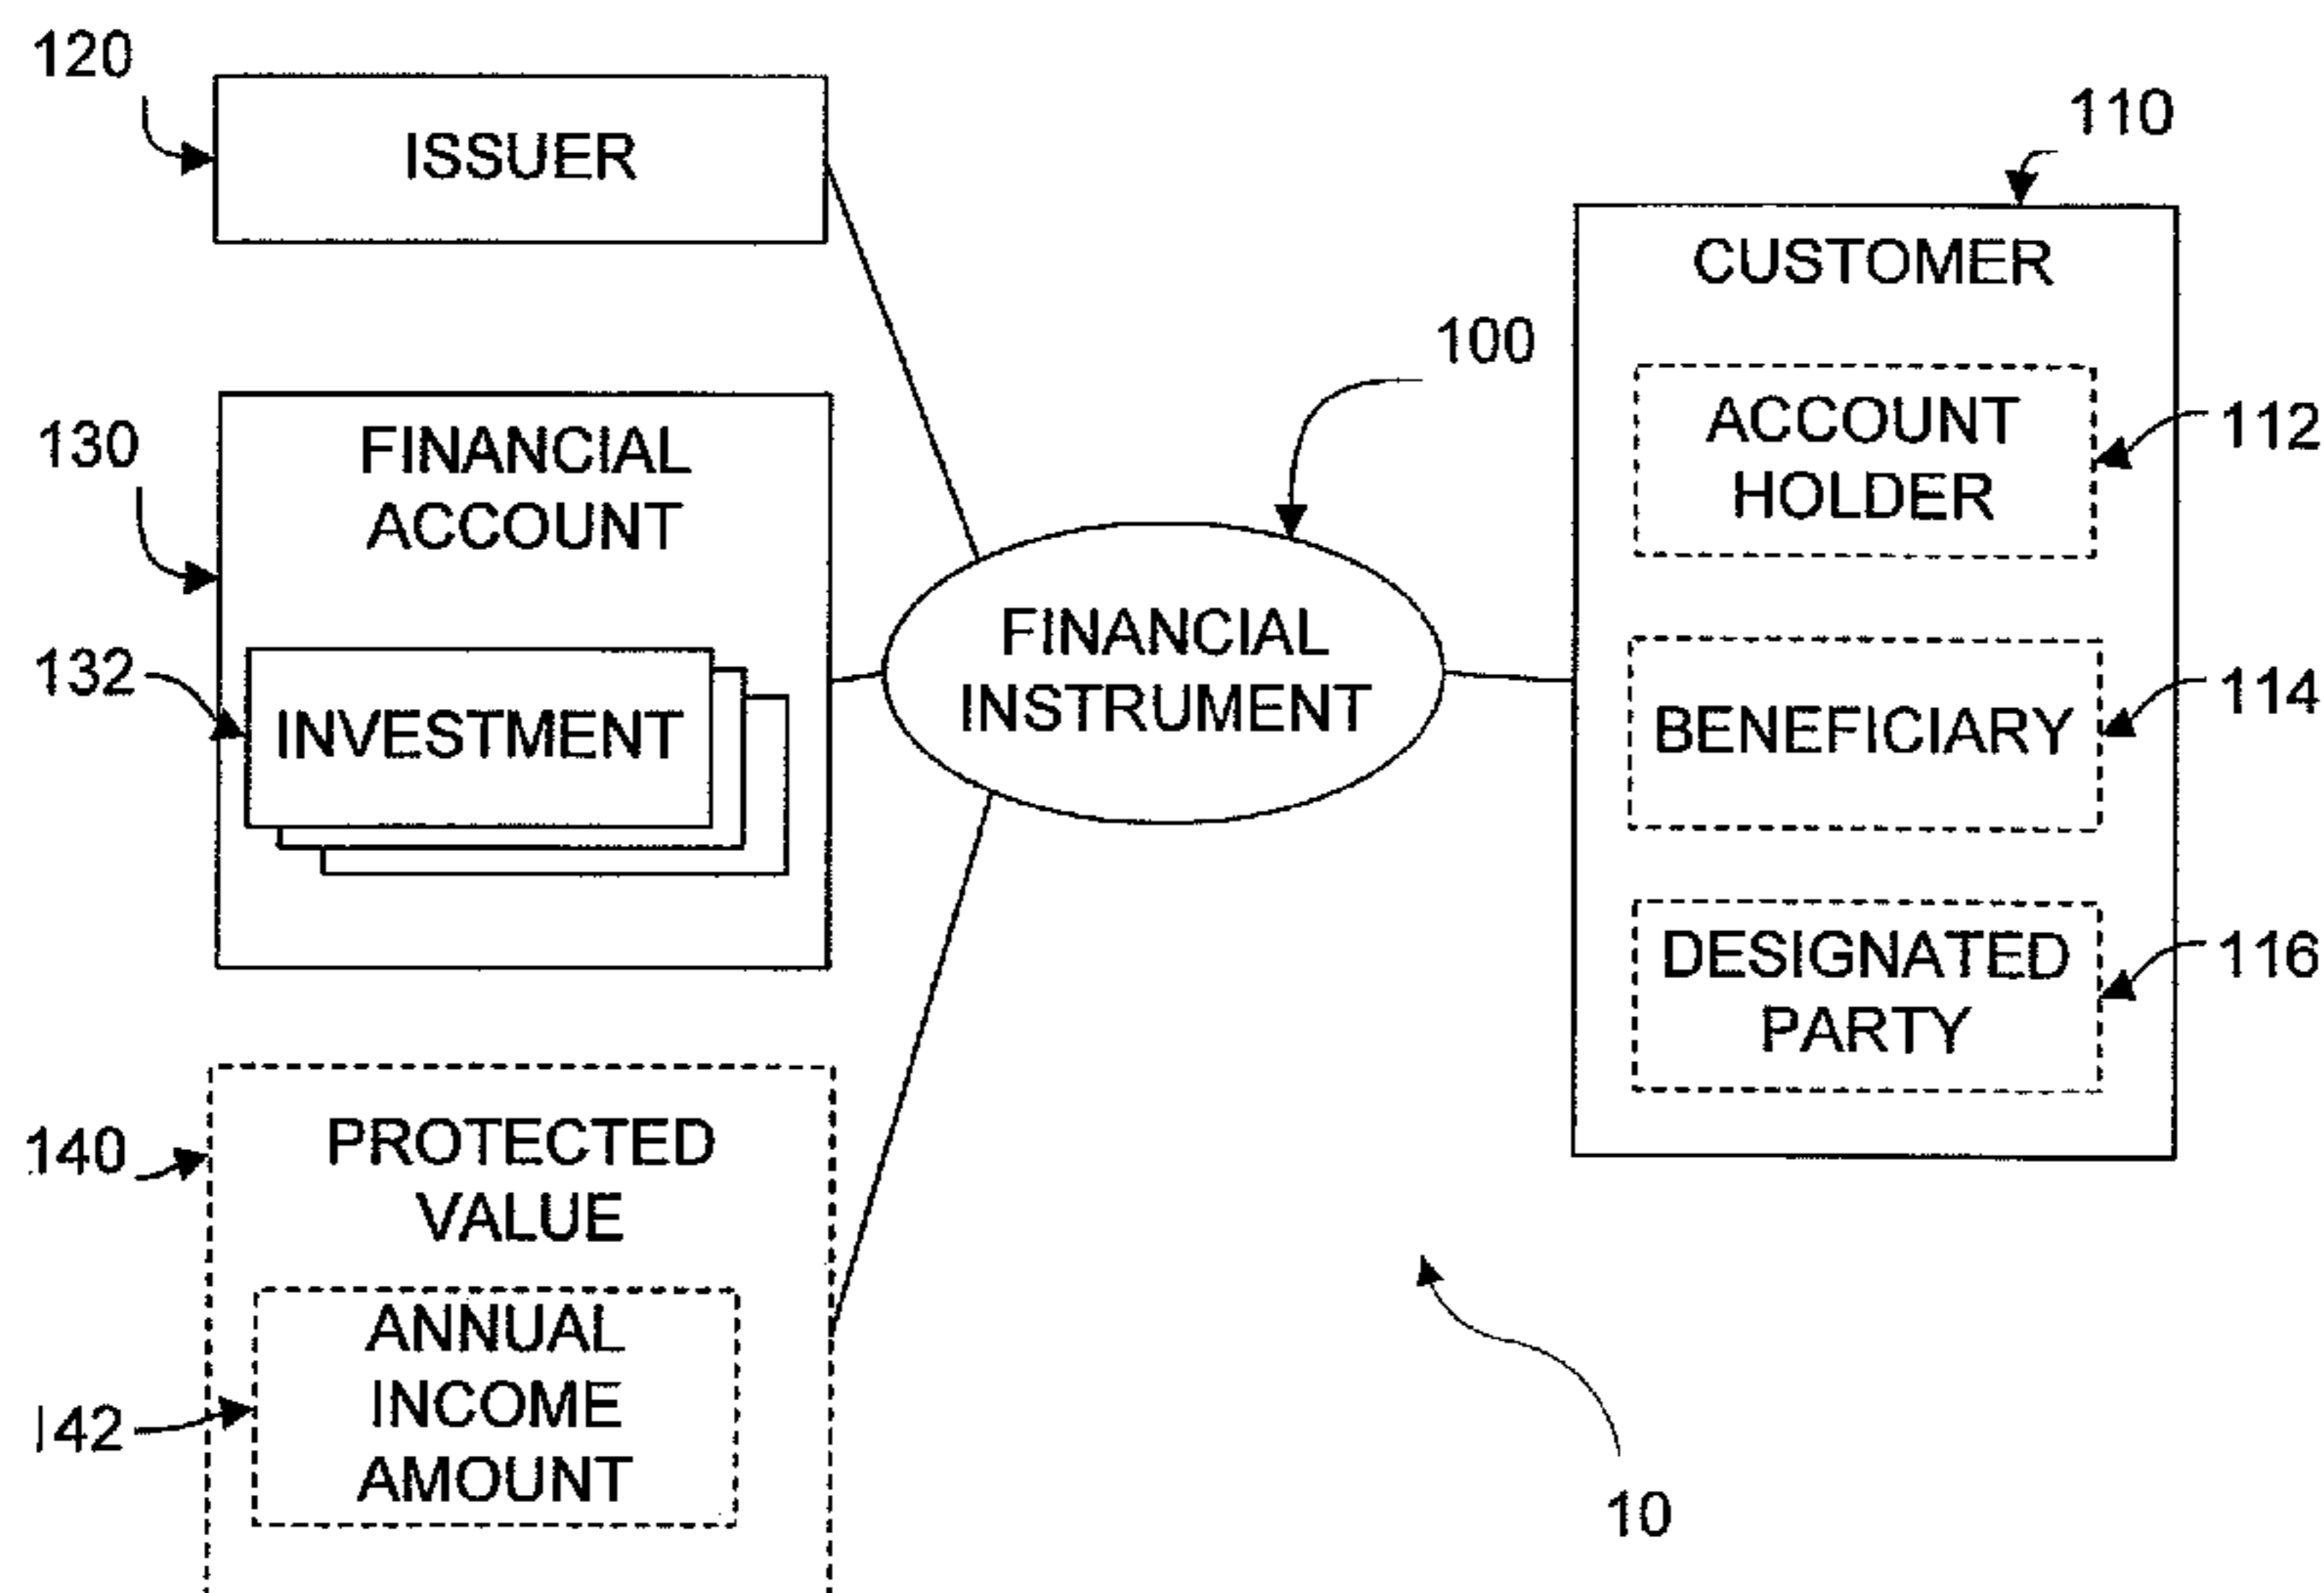 120
ISSUER
110
CUSTOMER
100
ACCOUNT
HOLDER
112
130
FINANCIAL
ACCOUNT
132
INVESTMENT
FINANCIAL
INSTRUMENT
BENEFICIARY
114
DESIGNATED
PARTY
116
140
PROTECTED
VALUE
142
ANNUAL
INCOME
AMOUNT
10